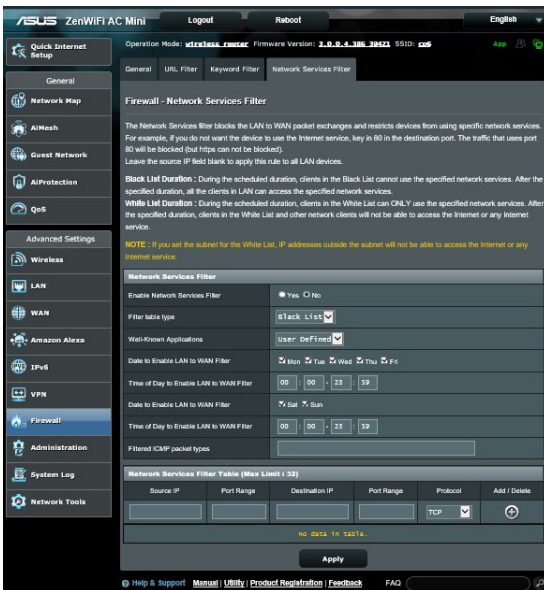 ASUS ZenWiFi AC Mini Logout Reboot English
Quick Internet Setup
Operation Mode: Wireless router Firmware Version: 3.0.0.4.386_39421 SSID: cp6 App
General URL Filter Keyword Filter Network Services Filter
General
Network Map
AiMesh
Guest Network
AiProtection
QoS
Advanced Settings
Wireless
LAN
WAN
Amazon Alexa
IPv6
VPN
Firewall
Administration
System Log
Network Tools
Firewall - Network Services Filter
The Network Services filter blocks the LAN to WAN packet exchanges and restricts devices from using specific network services.
For example, if you do not want the device to use the Internet service, key in 80 in the destination port. The traffic that uses port
80 will be blocked (but https can not be blocked).
Leave the source IP field blank to apply this rule to all LAN devices.
Black List Duration : During the scheduled duration, clients in the Black List cannot use the specified network services. After the
specified duration, all the clients in LAN can access the specified network services.
White List Duration : During the scheduled duration, clients in the White List can ONLY use the specified network services. After
the specified duration, clients in the White List and other network clients will not be able to access the Internet or any Internet
service.
NOTE : If you set the subnet for the White List, IP addresses outside the subnet will not be able to access the Internet or any
Internet service.
Network Services Filter
Enable Network Services Filter Yes No
Filter table type Black List
Well-Known Applications User Defined
Date to Enable LAN to WAN Filter Mon Tue Wed Thu Fri
Time of Day to Enable LAN to WAN Filter 00 : 00 - 23 : 59
Date to Enable LAN to WAN Filter Sat Sun
Time of Day to Enable LAN to WAN Filter 00 : 00 - 23 : 59
Filtered ICMP packet types
Network Services Filter Table (Max Limit : 32)
Source IP Port Range Destination IP Port Range Protocol Add / Delete
TCP
No data in table.
Apply
Help & Support Manual | Utility | Product Registration | Feedback FAQ